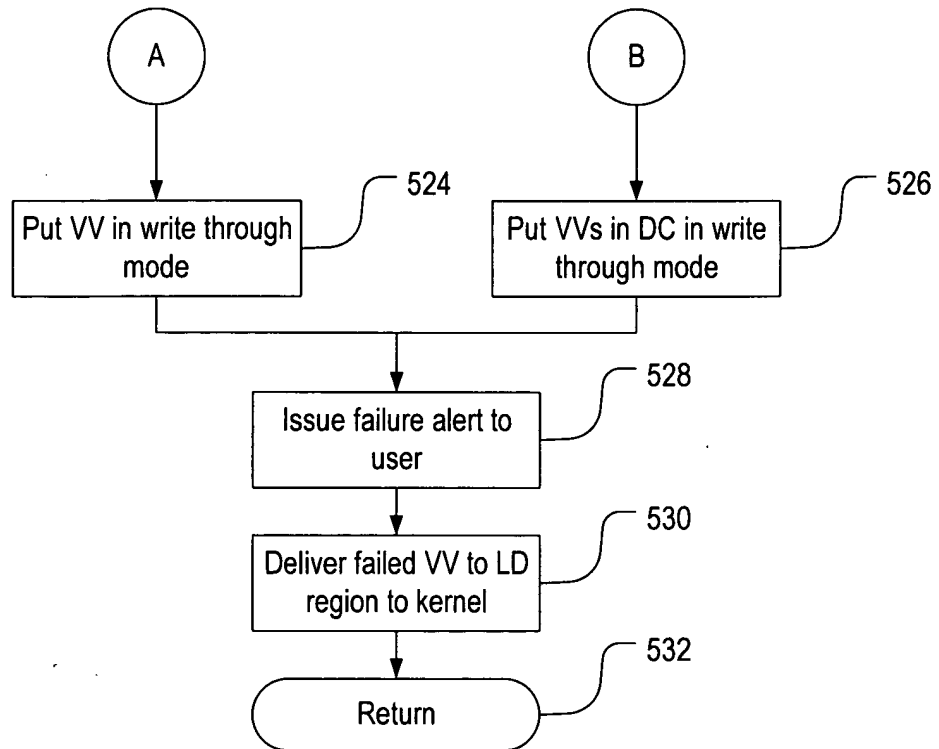 A
B
524
Put VV in write through
mode
526
Put VVs in DC in write
through mode
528
Issue failure alert to
user
530
Deliver failed VV to LD
region to kernel
532
Return